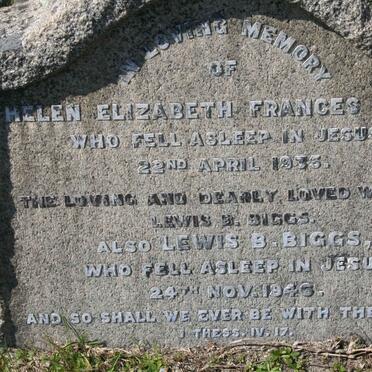 IN LOVING MEMORY
OF
HELEN ELIZABETH FRANCES
WHO FELL ASLEEP IN JESU
22ND APRIL 1935.
THE LOVING AND DEARLY LOVED W
LEWIS B. BIGGS.
ALSO LEWIS B. BIGGS,
WHO FELL ASLEEP IN JESU
24TH NOV. 1943.
AND SO SHALL WE EVER BE WITH THE
I THESS. IV. 17.